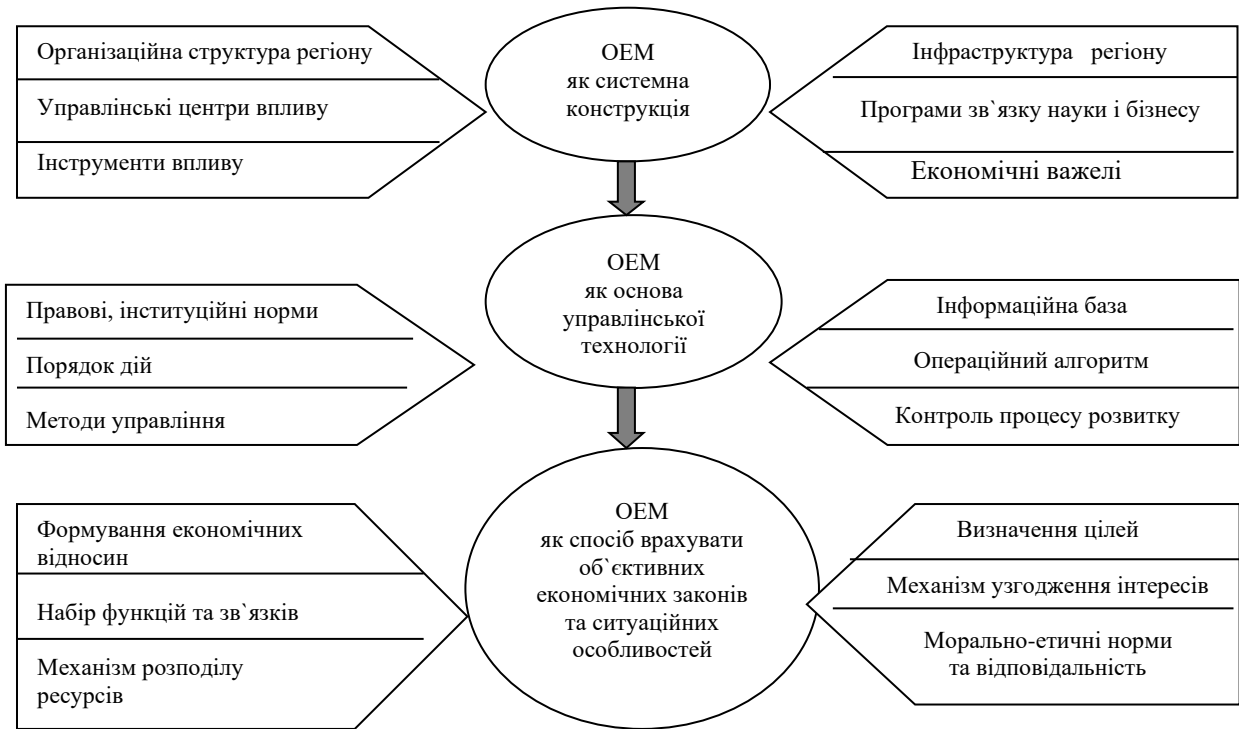 Організаційна структура регіону
Управлінські центри впливу
Інструменти впливу
ОЕМ
як системна
конструкція
Інфраструктура регіону
Програми зв`язку науки і бізнесу
Економічні важелі
Правові, інституційні норми
Порядок дій
Методи управління
ОЕМ
як основа
управлінської
технології
Інформаційна база
Операційний алгоритм
Контроль процесу розвитку
Формування економічних
відносин
Набір функцій та зв`язків
Механізм розподілу
ресурсів
ОЕМ
як спосіб врахувати
об`єктивних
економічних законів
та ситуаційних
особливостей
Визначення цілей
Механізм узгодження інтересів
Морально-етичні норми
та відповідальність